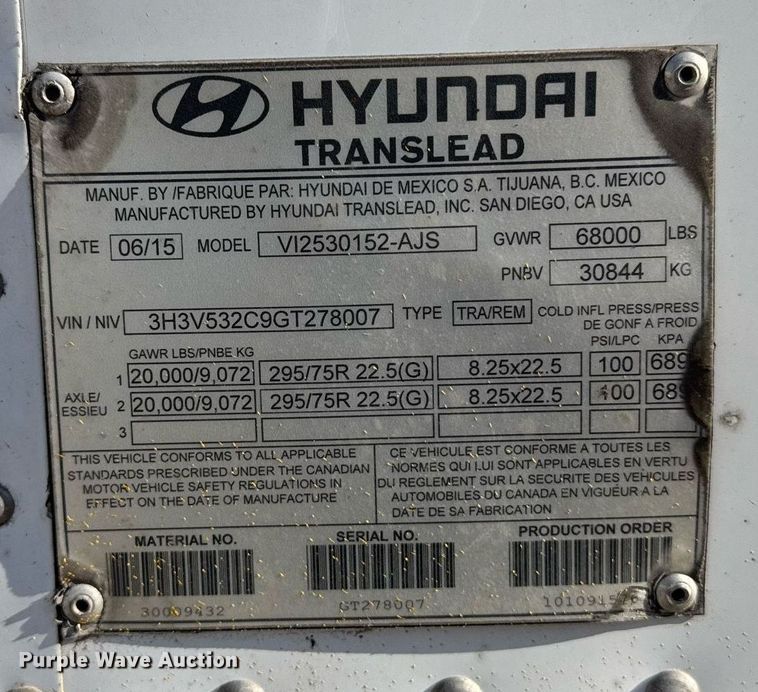 HYUNDAI
TRANSLEAD
MANUF. BY /FABRIQUE PAR: HYUNDAI DE MEXICO S.A. TIJUANA, B.C. MEXICO
MANUFACTURED BY HYUNDAI TRANSLEAD, INC. SAN DIEGO, CA USA
DATE 06/15 MODEL VI2530152-AJS GVWR 68000 LBS
PNBV 30844 KG
VIN / NIV 3H3V532C9GT278007 TYPE TRA/REM COLD INFL PRESS/PRESS
DE GONF A FROID
GAWR LBS/PNBE KG PSI/LPC KPA
1 20,000/9,072 295/75R 22.5(G) 8.25x22.5 100 689
AXLE/
ESSIEU
2 20,000/9,072 295/75R 22.5(G) 8.25x22.5 100 689
3
THIS VEHICLE CONFORMS TO ALL APPLICABLE
STANDARDS PRESCRIBED UNDER THE CANADIAN
MOTOR VEHICLE SAFETY REGULATIONS IN
EFFECT ON THE DATE OF MANUFACTURE
CE VEHICULE EST CONFORME A TOUTES LES
NORMES QUI LUI SONT APPLICABLES EN VERTU
DU REGLEMENT SUR LA SECURITE DES VEHICULES
AUTOMOBILES DU CANADA EN VIGUEUR A LA
DATE DE SA FABRICATION
MATERIAL NO. SERIAL NO. PRODUCTION ORDER
30009432 GT278007
Purple Wave Auction